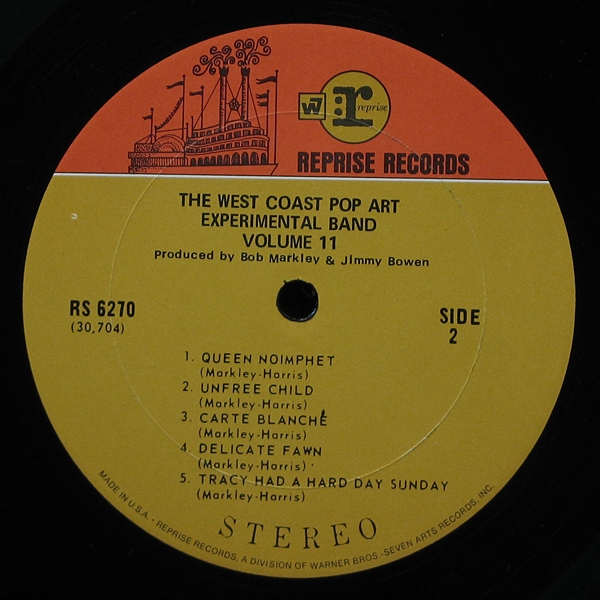 W7 r reprise
REPRISE RECORDS
THE WEST COAST POP ART
EXPERIMENTAL BAND
VOLUME 11
Produced by Bob Markley & Jimmy Bowen
RS 6270
(30,704)
SIDE
2
1. QUEEN NOIMPHET
(Markley-Harris)
2. UNFREE CHILD
(Markley-Harris)
3. CARTE BLANCHÉ
(Markley-Harris)
4. DELICATE FAWN
(Markley-Harris)
5. TRACY HAD A HARD DAY SUNDAY
(Markley-Harris)
STEREO
MADE IN U.S.A. - REPRISE RECORDS, A DIVISION OF WARNER BROS.-SEVEN ARTS RECORDS, INC.